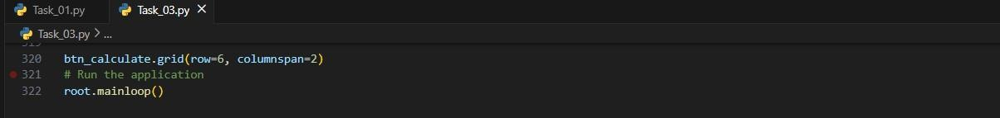 Task_01.py Task_03.py
Task_03.py > ...
320 btn_calculate.grid(row=6, columnspan=2)
321 # Run the application
322 root.mainloop()